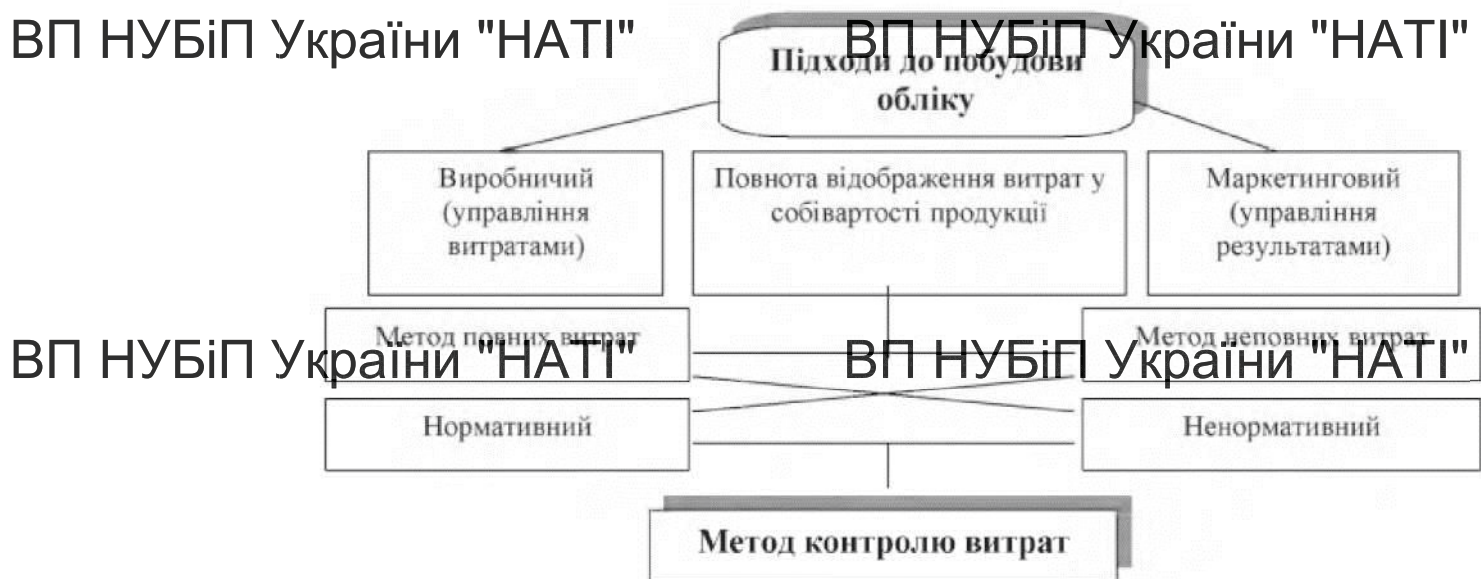 ВП НУБіП України "НАТІ"
ВП НУБіП України "НАТІ"
Підходи до побудови
обліку
Виробничий
(управління
витратами)
Повнота відображення витрат у
собівартості продукції
Маркетинговий
(управління
результатами)
Метод повних витрат
Метод неповних витрат
ВП НУБіП України "НАТІ"
ВП НУБіП України "НАТІ"
Нормативний
Ненормативний
Метод контролю витрат